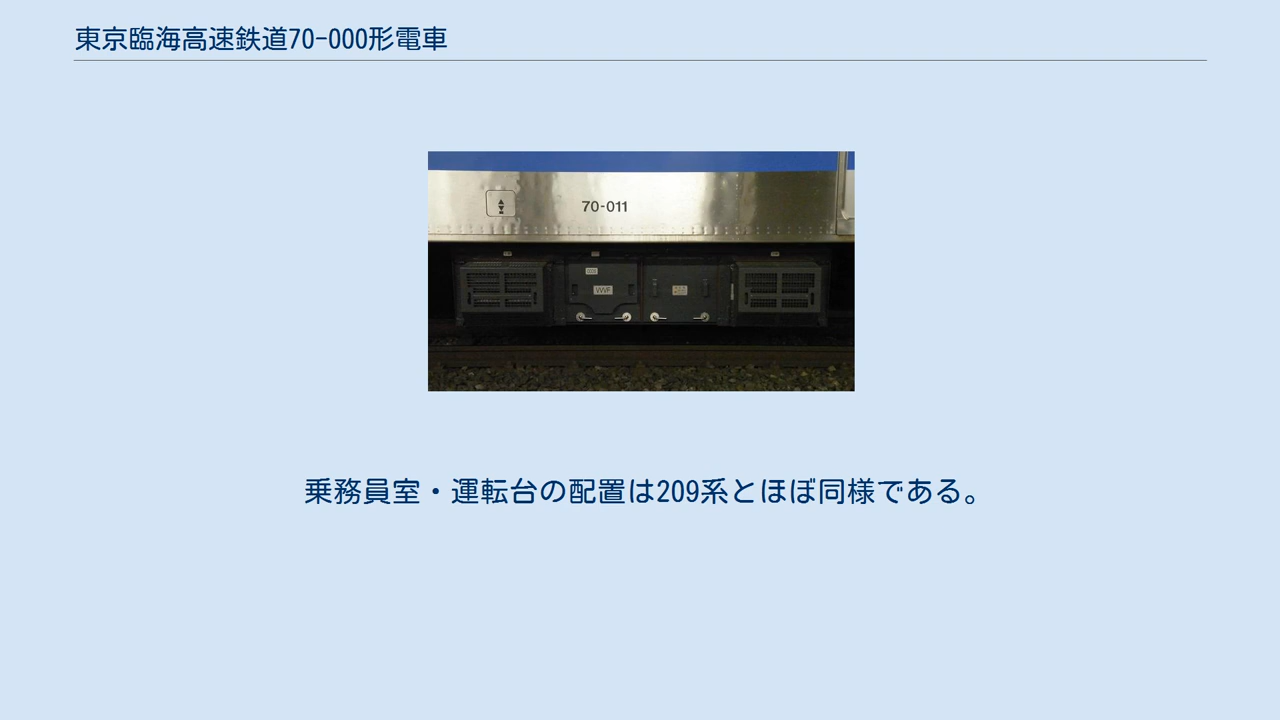 東京臨海高速鉄道70-000形電車
70-011
VVVF
乗務員室・運転台の配置は209系とほぼ同様である。